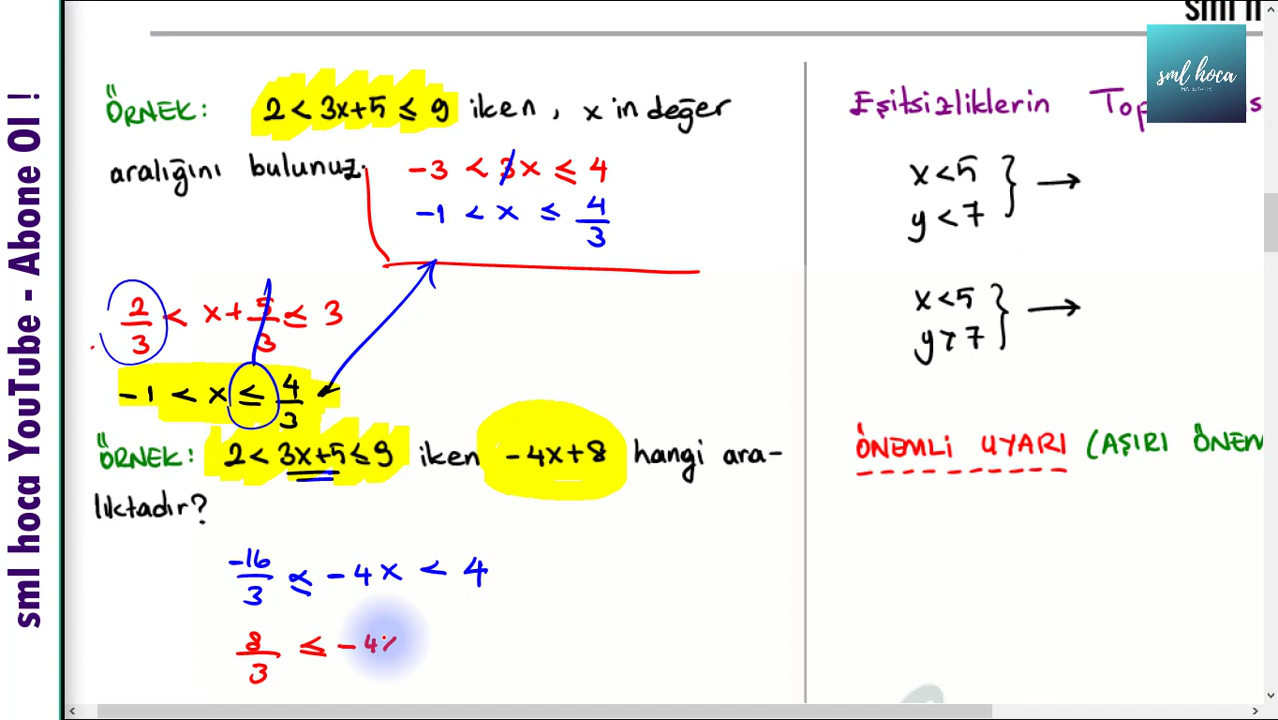 sml hoca YouTube - Abone Ol !
sml hoca
ÖRNEK: 2 < 3x+5 ≤ 9 iken, x in değer
aralığını bulunuz.
-3 < 3x ≤ 4
-1 < x ≤ 4/3
2/3 < x + 5/3 ≤ 3
-1 < x ≤ 4/3
ÖRNEK: 2 < 3x+5 ≤ 9 iken -4x+8 hangi ara-
lıktadır?
-16/3 ≤ -4x < 4
8/3 ≤ -4x
Eşitsizliklerin
x < 5
y < 7
} →
x < 5
y > 7
} →
ÖNEMLİ UYARI (AŞIRI ÖNEM